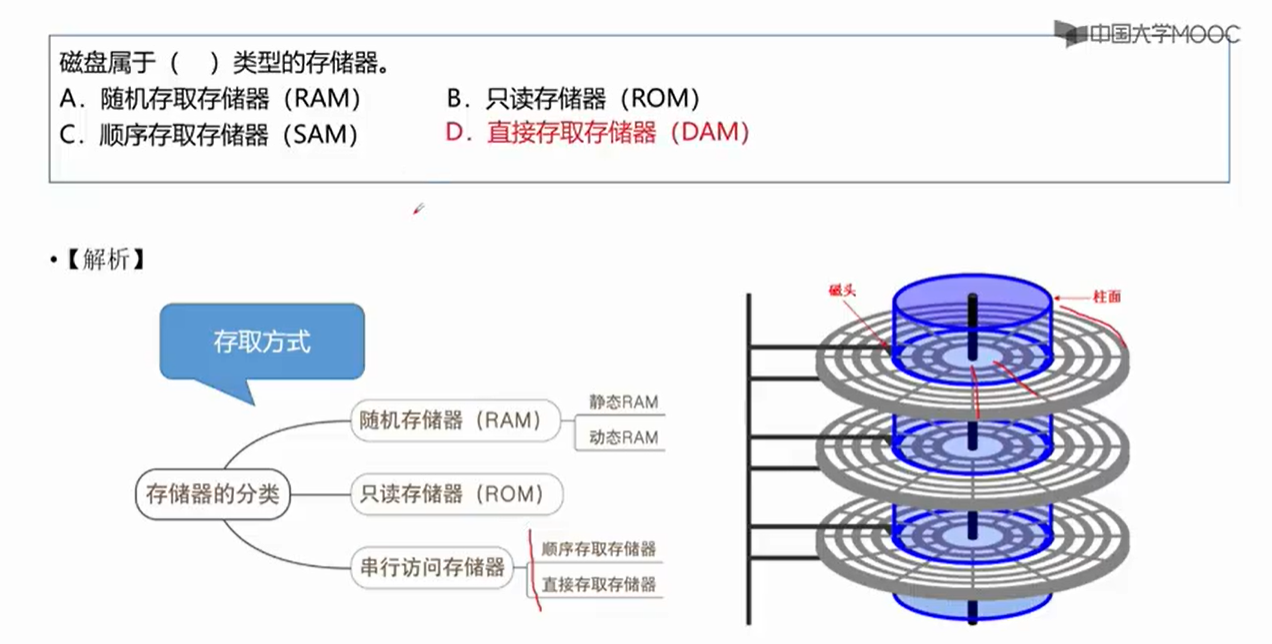 中国大学MOOC
磁盘属于（ ）类型的存储器。
A．随机存取存储器（RAM） B．只读存储器（ROM）
C．顺序存取存储器（SAM） D．直接存取存储器（DAM）
•【解析】
存取方式
存储器的分类
随机存储器（RAM）
静态RAM
动态RAM
只读存储器（ROM）
串行访问存储器
顺序存取存储器
直接存取存储器
磁头
柱面